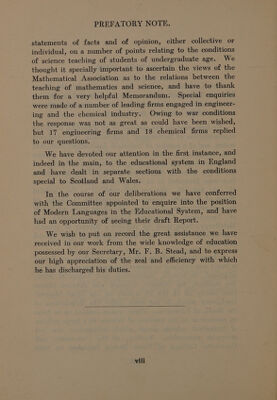 PREFATORY NOTE.
statements of facts and of opinion, either collective or
individual, on a number of points relating to the conditions
of science teaching of students of undergraduate age. We
thought it specially important to ascertain the views of the
Mathematical Association as to the relations between the
teaching of mathematics and science, and have to thank
them for a very helpful Memorandum. Special enquiries
were made of a number of leading firms engaged in engineer-
ing and the chemical industry. Owing to war conditions
the response was not as great as could have been wished,
but 17 engineering firms and 18 chemical firms replied
to our questions.
We have devoted our attention in the first instance, and
indeed in the main, to the educational system in England
and have dealt in separate sections with the conditions
special to Scotland and Wales.
In the course of our deliberations we have conferred
with the Committee appointed to enquire into the position
of Modern Languages in the Educational System, and have
had an opportunity of seeing their draft Report.
We wish to put on record the great assistance we have
received in our work from the wide knowledge of education
possessed by our Secretary, Mr. F. B. Stead, and to express
our high appreciation of the zeal and efficiency with which
he has discharged his duties.
viii